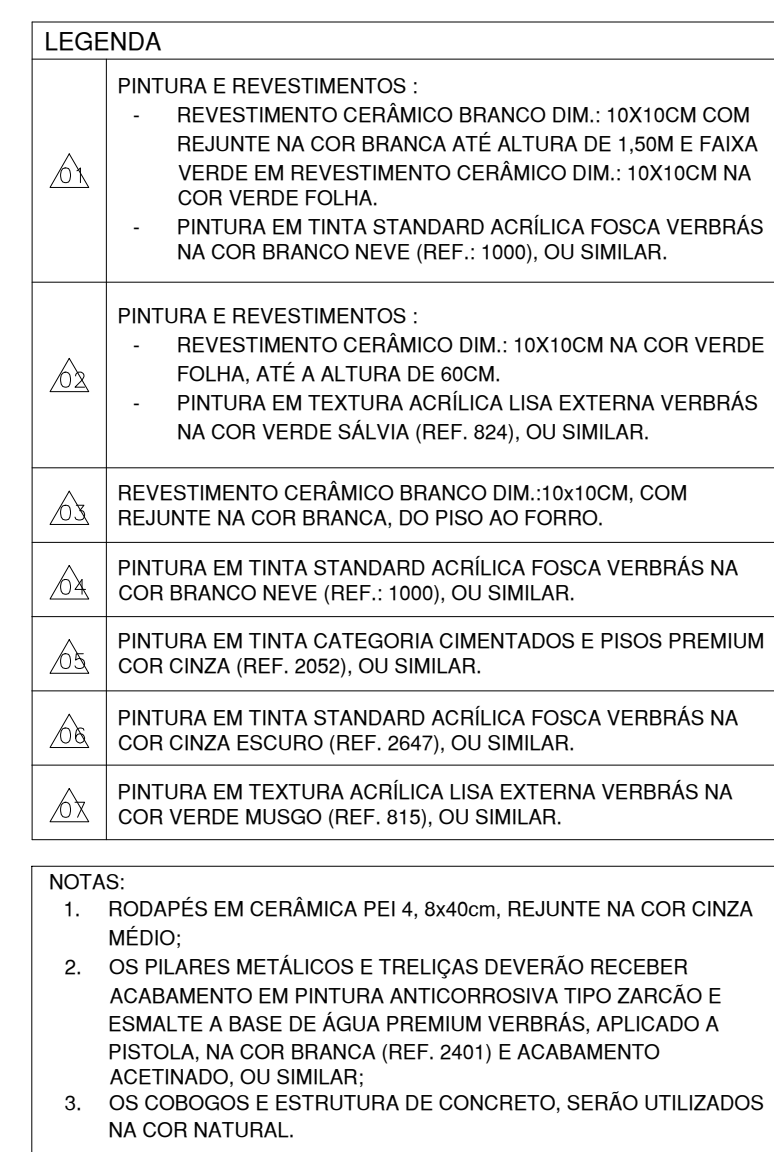 LEGENDA
PINTURA E REVESTIMENTOS :
- REVESTIMENTO CERÂMICO BRANCO DIM.: 10X10CM COM
REJUNTE NA COR BRANCA ATÉ ALTURA DE 1,50M E FAIXA
VERDE EM REVESTIMENTO CERÂMICO DIM.: 10X10CM NA
COR VERDE FOLHA.
- PINTURA EM TINTA STANDARD ACRÍLICA FOSCA VERBRÁS
NA COR BRANCO NEVE (REF.: 1000), OU SIMILAR.
01
PINTURA E REVESTIMENTOS :
- REVESTIMENTO CERÂMICO DIM.: 10X10CM NA COR VERDE
FOLHA, ATÉ A ALTURA DE 60CM.
- PINTURA EM TEXTURA ACRÍLICA LISA EXTERNA VERBRÁS
NA COR VERDE SÁLVIA (REF. 824), OU SIMILAR.
02
REVESTIMENTO CERÂMICO BRANCO DIM.:10x10CM, COM
REJUNTE NA COR BRANCA, DO PISO AO FORRO.
03
PINTURA EM TINTA STANDARD ACRÍLICA FOSCA VERBRÁS NA
COR BRANCO NEVE (REF.: 1000), OU SIMILAR.
04
PINTURA EM TINTA CATEGORIA CIMENTADOS E PISOS PREMIUM
COR CINZA (REF. 2052), OU SIMILAR.
05
PINTURA EM TINTA STANDARD ACRÍLICA FOSCA VERBRÁS NA
COR CINZA ESCURO (REF. 2647), OU SIMILAR.
06
PINTURA EM TEXTURA ACRÍLICA LISA EXTERNA VERBRÁS NA
COR VERDE MUSGO (REF. 815), OU SIMILAR.
07
NOTAS:
1. RODAPÉS EM CERÂMICA PEI 4, 8x40cm, REJUNTE NA COR CINZA
MÉDIO;
2. OS PILARES METÁLICOS E TRELIÇAS DEVERÃO RECEBER
ACABAMENTO EM PINTURA ANTICORROSIVA TIPO ZARCÃO E
ESMALTE A BASE DE ÁGUA PREMIUM VERBRÁS, APLICADO A
PISTOLA, NA COR BRANCA (REF. 2401) E ACABAMENTO
ACETINADO, OU SIMILAR;
3. OS COBOGOS E ESTRUTURA DE CONCRETO, SERÃO UTILIZADOS
NA COR NATURAL.